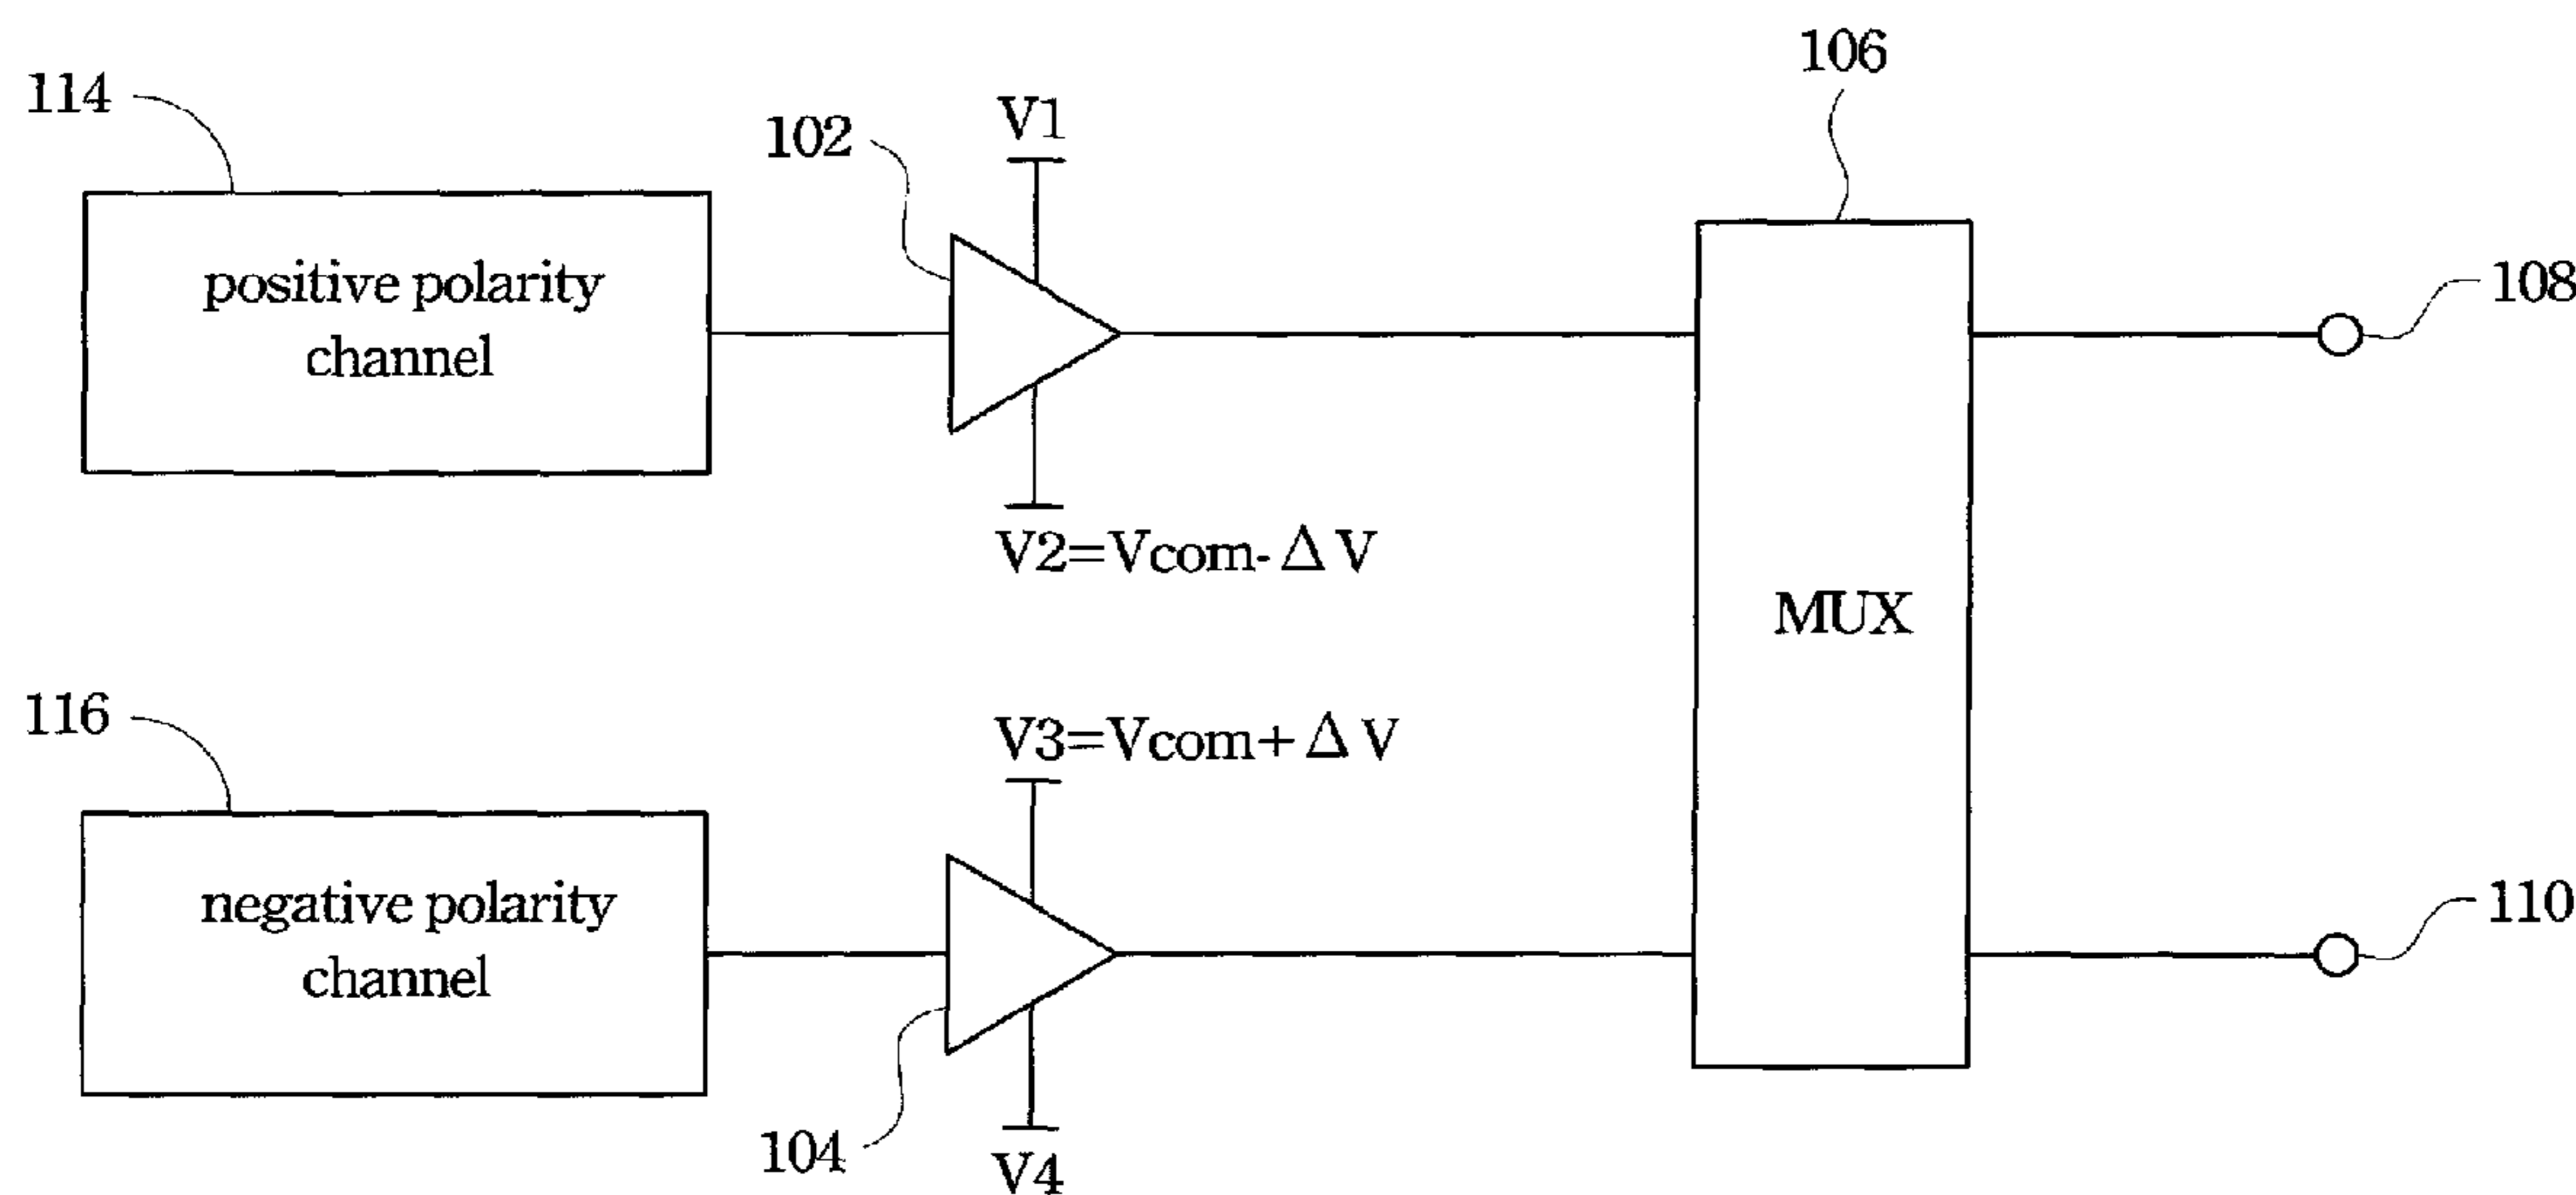 106
114
V1
102
positive polarity
channel
108
V2=Vcom-ΔV
MUX
116
V3=Vcom+ΔV
negative polarity
channel
110
104
V4